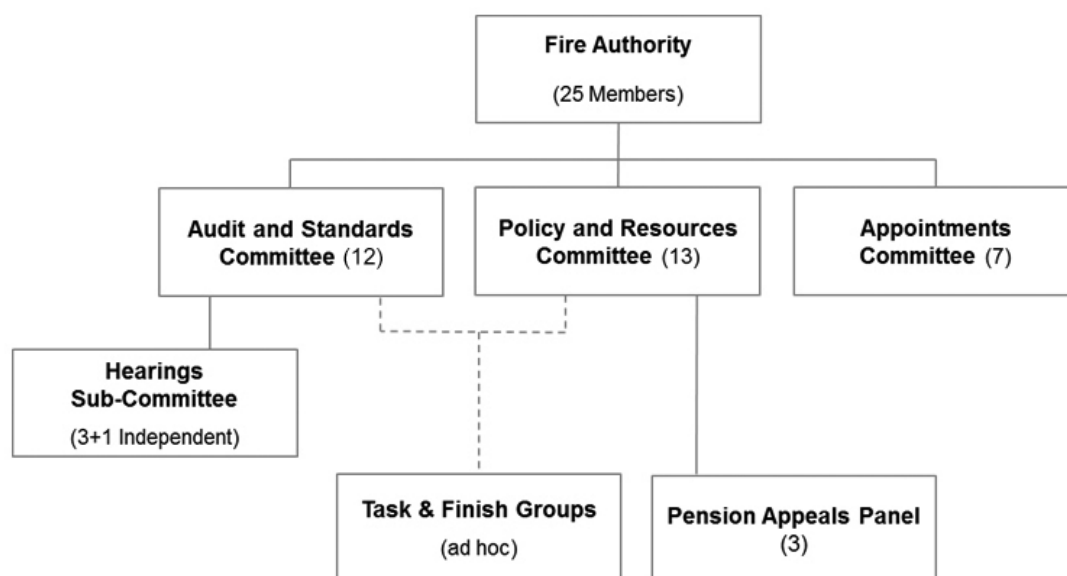 Fire Authority
(25 Members)
Audit and Standards
Committee (12)
Policy and Resources
Committee (13)
Appointments
Committee (7)
Hearings
Sub-Committee
(3+1 Independent)
Task & Finish Groups
(ad hoc)
Pension Appeals Panel
(3)